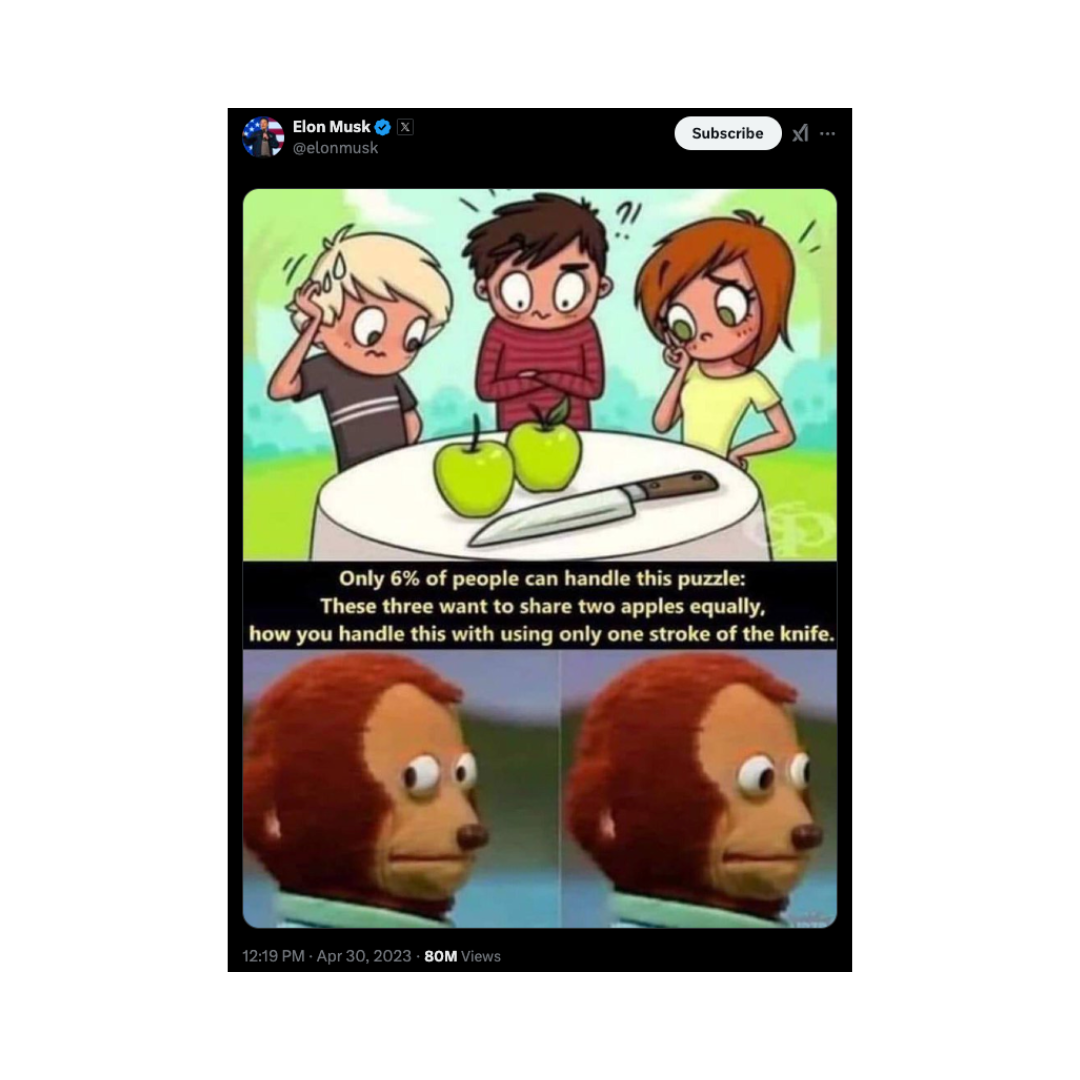 Elon Musk
@elonmusk
Subscribe
?!
Only 6% of people can handle this puzzle:
These three want to share two apples equally,
how you handle this with using only one stroke of the knife.
12:19 PM · Apr 30, 2023 · 80M Views